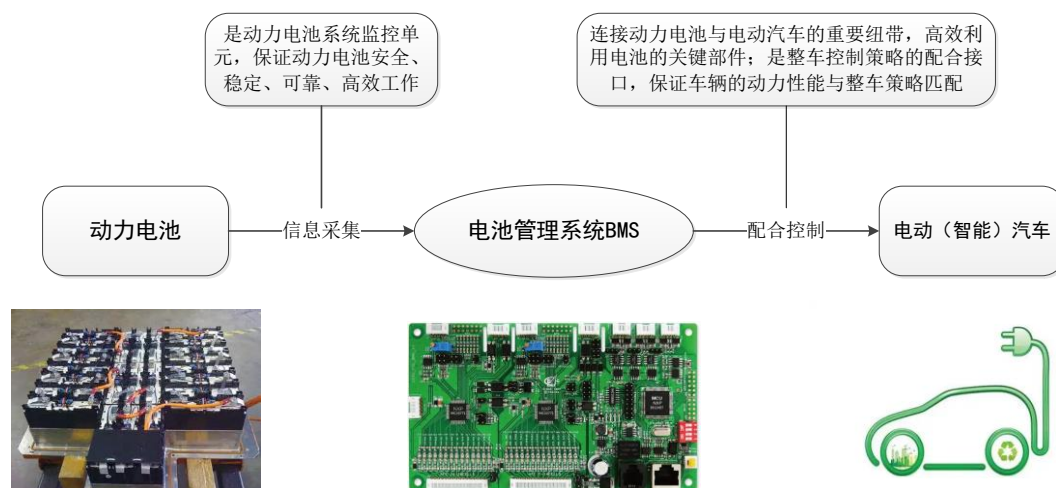 是动力电池系统监控单
元，保证动力电池安全、
稳定、可靠、高效工作
连接动力电池与电动汽车的重要纽带，高效利
用电池的关键部件；是整车控制策略的配合接
口，保证车辆的动力性能与整车策略匹配
动力电池
信息采集
电池管理系统BMS
配合控制
电动（智能）汽车
MCU